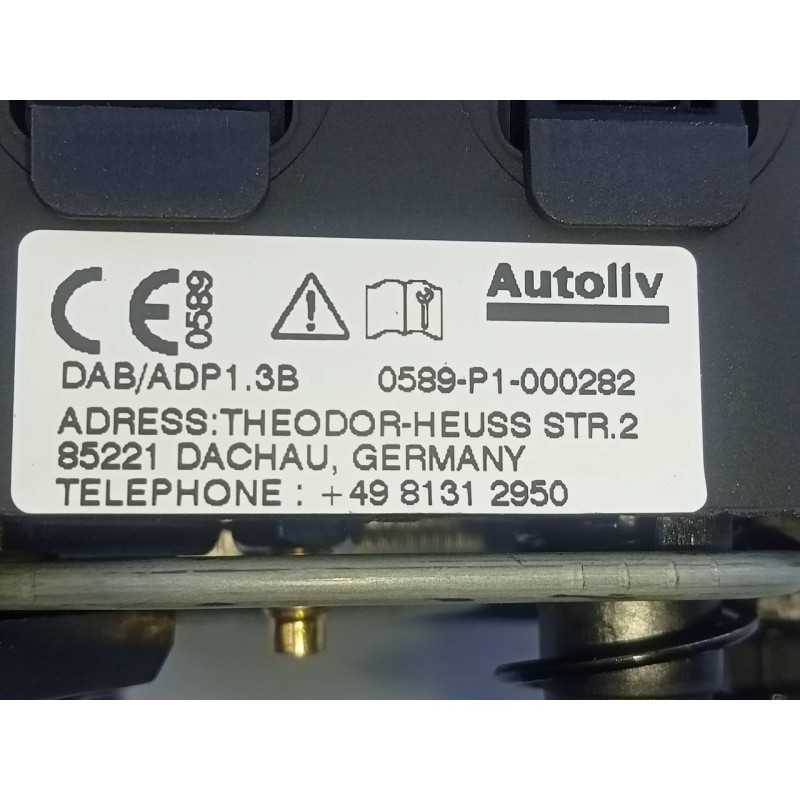 CE 0589 Autoliv
DAB/ADP1.3B 0589-P1-000282
ADRESS:THEODOR-HEUSS STR.2
85221 DACHAU, GERMANY
TELEPHONE : +49 8131 2950